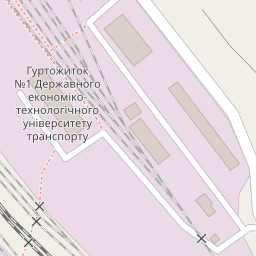 Гуртожиток
№1 Державного
економіко-
технологічного
університету
транспорту